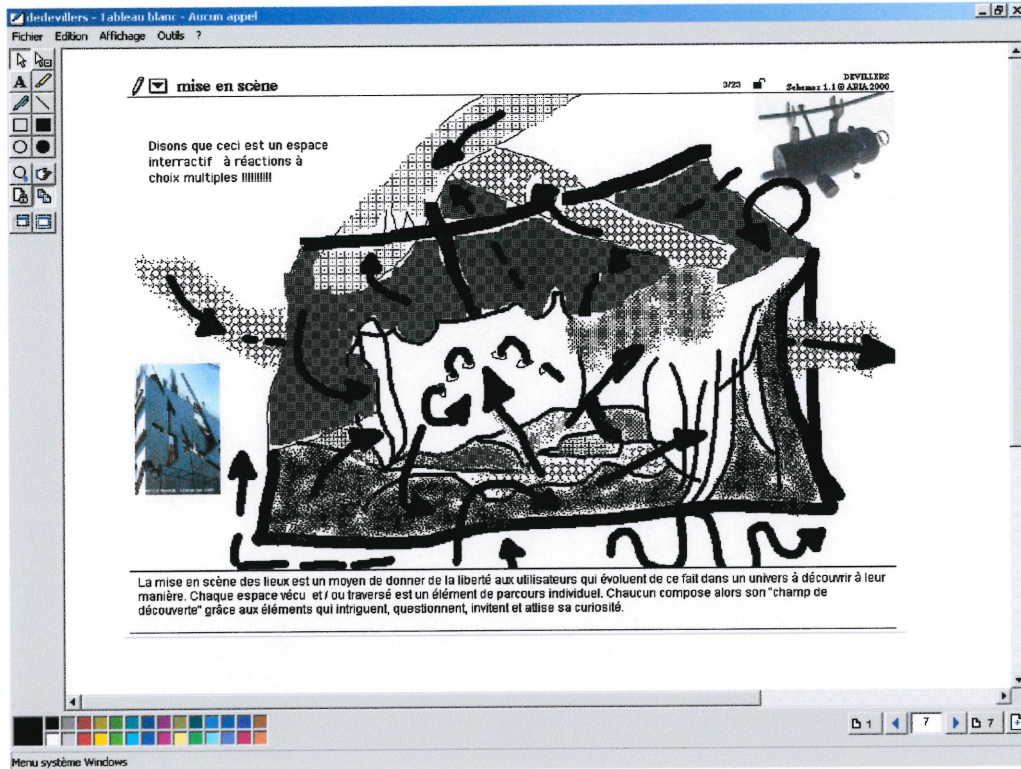 dedevillers - Tableau blanc - Aucun appel
Fichier Edition Affichage Outils ?
A
mise en scène
3/23
DEVILLERS
Schemax 1.1 @ ARIA 2000
Disons que ceci est un espace
interractif à réactions à
choix multiples !!!!!!!!!!
La mise en scène des lieux est un moyen de donner de la liberté aux utilisateurs qui évoluent de ce fait dans un univers à découvrir à leur
manière. Chaque espace vécu et / ou traversé est un élément de parcours individuel. Chaucun compose alors son "champ de
découverte" grâce aux éléments qui intriguent, questionnent, invitent et attise sa curiosité.
1 7 7
Menu système Windows